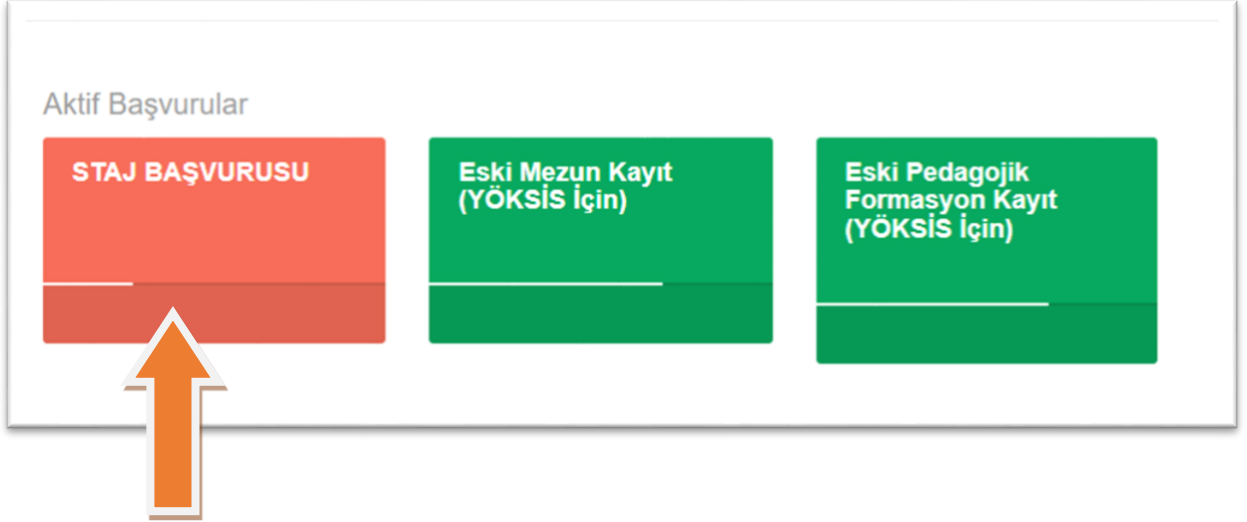 Aktif Başvurular
STAJ BAŞVURUSU
Eski Mezun Kayıt
(YÖKSİS İçin)
Eski Pedagojik
Formasyon Kayıt
(YÖKSİS İçin)